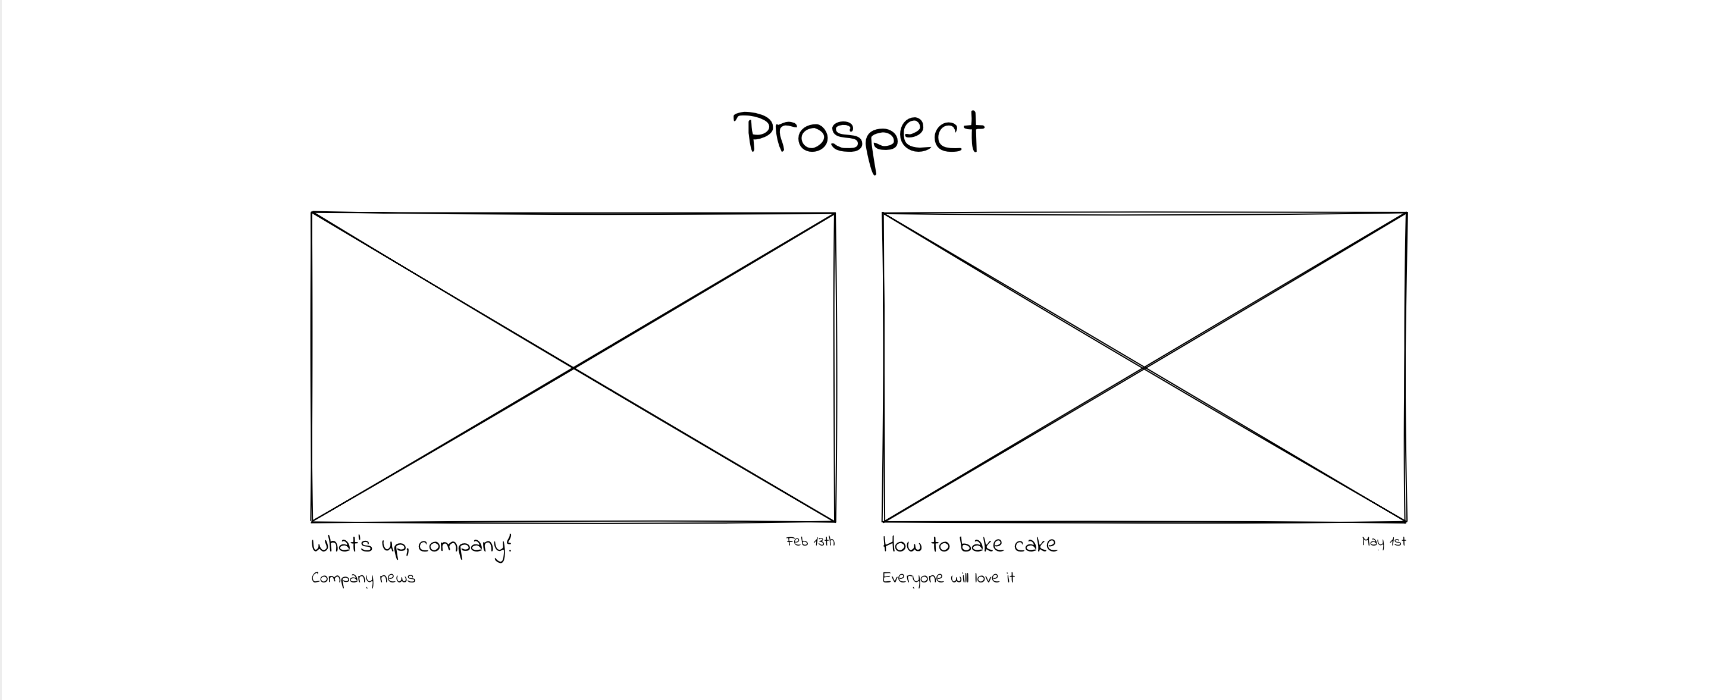 Prospect
What's up, company?
Feb 13th
Company news
How to bake cake
May 1st
Everyone will love it